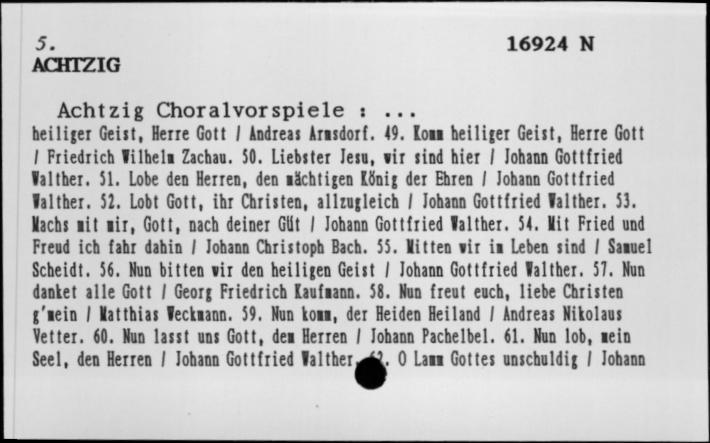 5.
16924 N
ACHTZIG
Achtzig Choralvorspiele : ...
heiliger Geist, Herre Gott / Andreas Armsdorf. 49. Komm heiliger Geist, Herre Gott
/ Friedrich Wilhelm Zachau. 50. Liebster Jesu, wir sind hier / Johann Gottfried
Walther. 51. Lobe den Herren, den mächtigen König der Ehren / Johann Gottfried
Walther. 52. Lobt Gott, ihr Christen, allzugleich / Johann Gottfried Walther. 53.
Machs mit mir, Gott, nach deiner Güt / Johann Gottfried Walther. 54. Mit Fried und
Freud ich fahr dahin / Johann Christoph Bach. 55. Mitten wir im Leben sind / Samuel
Scheidt. 56. Nun bitten wir den heiligen Geist / Johann Gottfried Walther. 57. Nun
danket alle Gott / Georg Friedrich Kaufmann. 58. Nun freut euch, liebe Christen
g'mein / Matthias Weckmann. 59. Nun komm, der Heiden Heiland / Andreas Nikolaus
Vetter. 60. Nun lasst uns Gott, dem Herren / Johann Pachelbel. 61. Nun lob, mein
Seel, den Herren / Johann Gottfried Walther. 62. O Lamm Gottes unschuldig / Johann